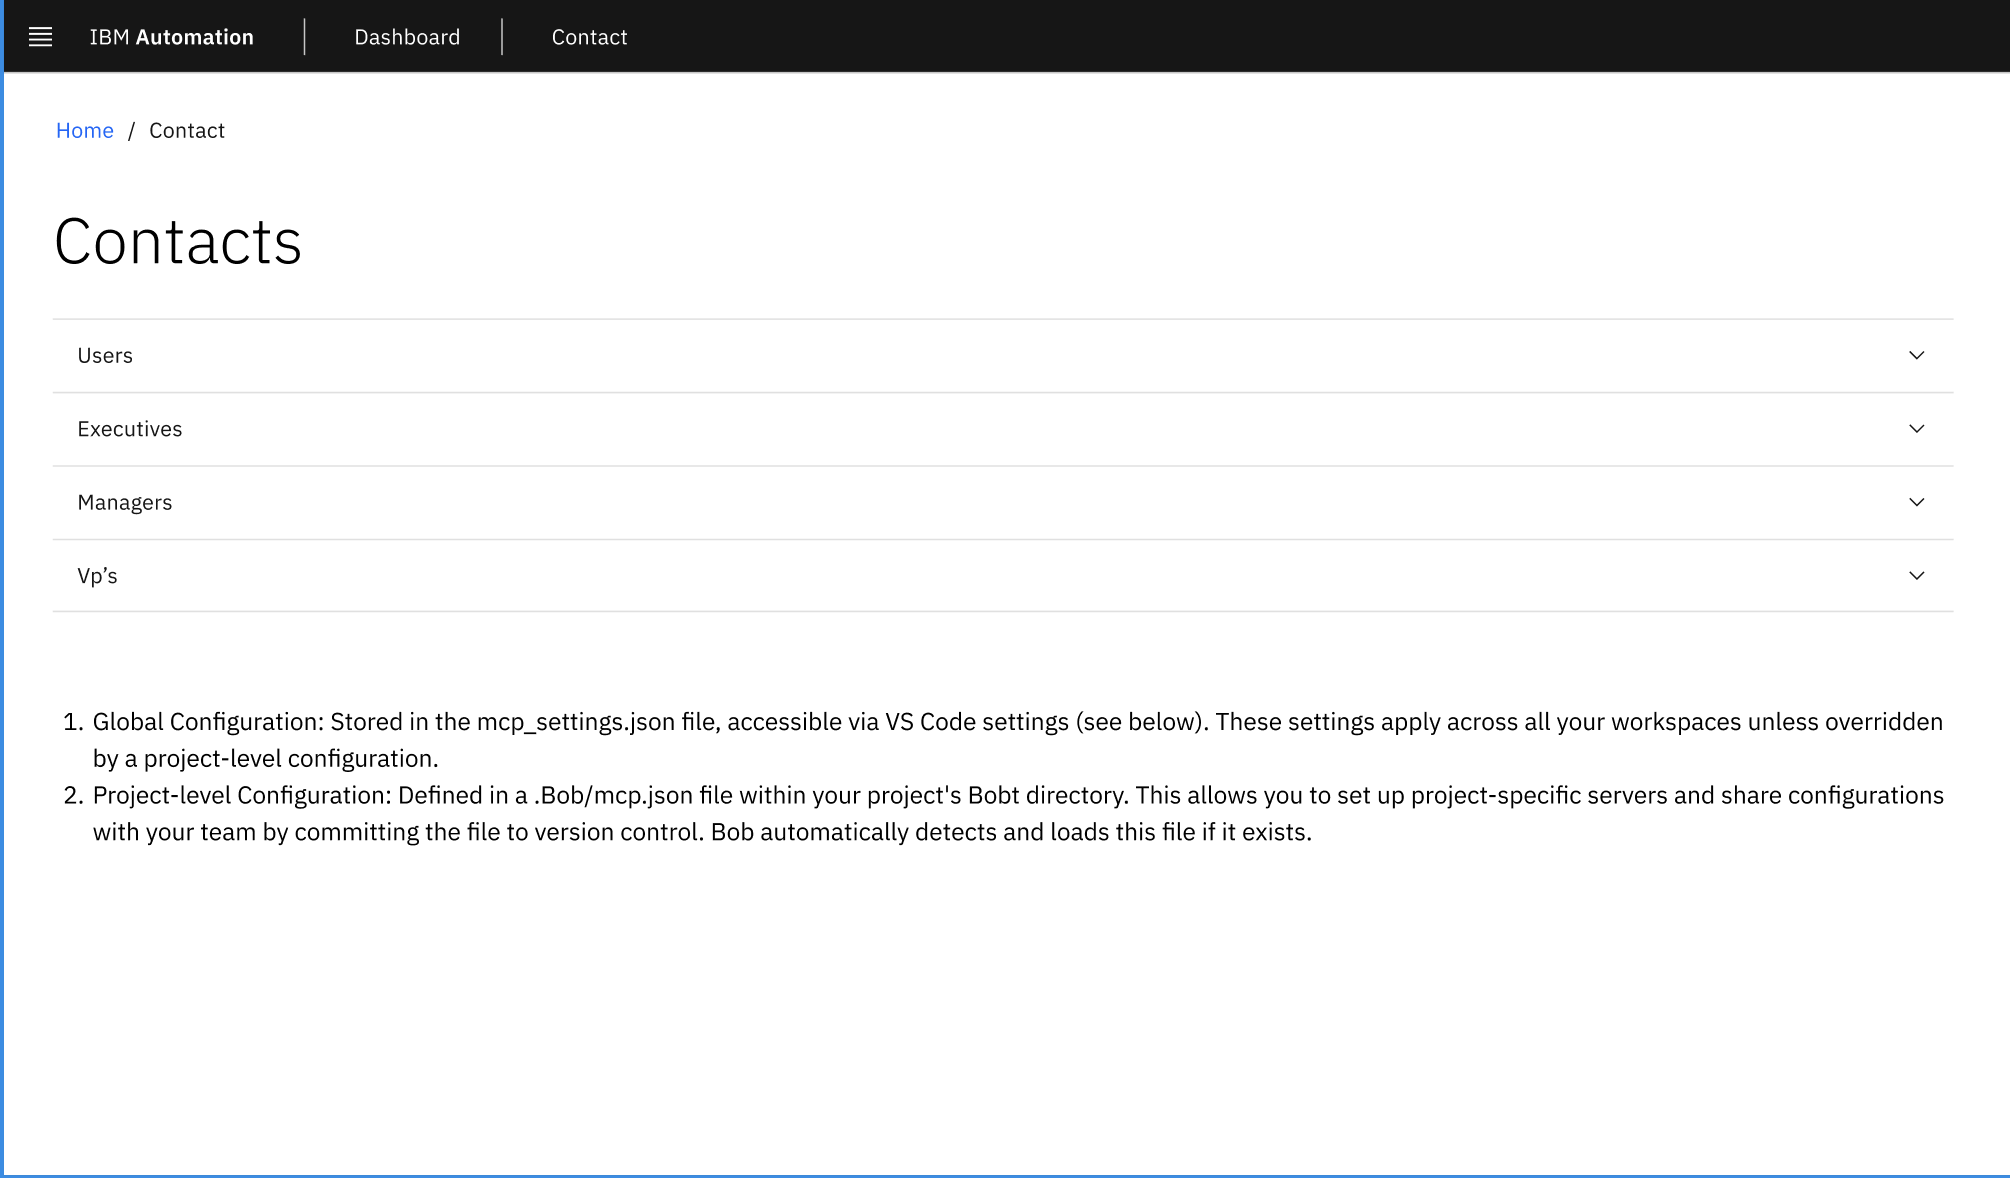 IBM Automation
Dashboard
Contact
Home / Contact
Contacts
Users
Executives
Managers
Vp’s
1. Global Configuration: Stored in the mcp_settings.json file, accessible via VS Code settings (see below). These settings apply across all your workspaces unless overridden
by a project-level configuration.
2. Project-level Configuration: Defined in a .Bob/mcp.json file within your project's Bobt directory. This allows you to set up project-specific servers and share configurations
with your team by committing the file to version control. Bob automatically detects and loads this file if it exists.